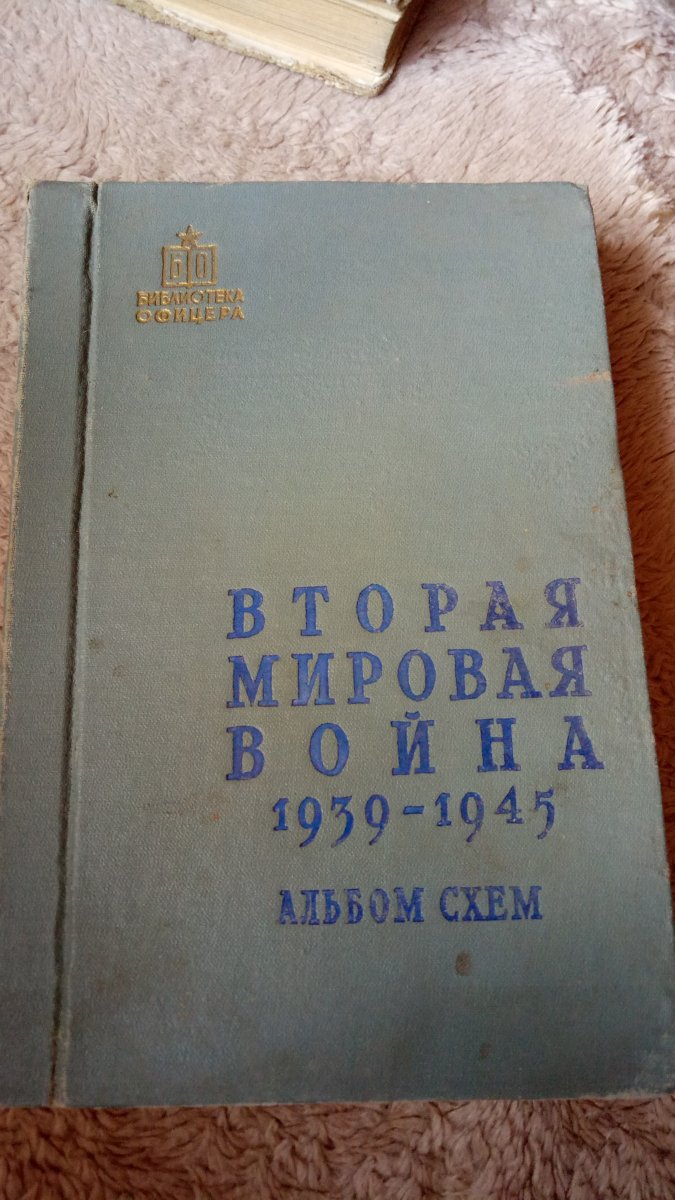 БО
БИБЛИОТЕКА
ОФИЦЕРА
ВТОРАЯ
МИРОВАЯ
ВОЙНА
1939-1945
АЛЬБОМ СХЕМ